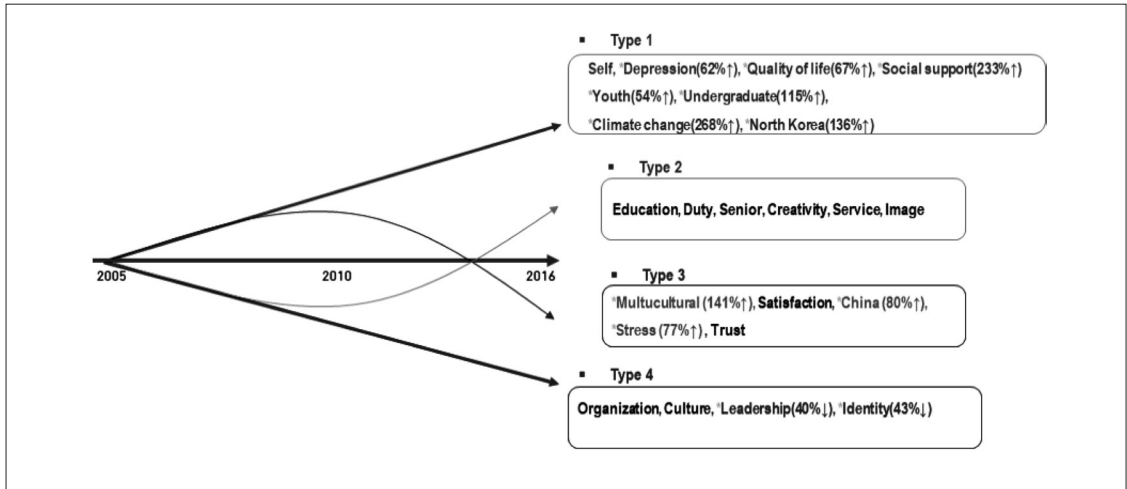 ▪ Type 1
Self, *Depression(62%↑), *Quality of life(67%↑), *Social support(233%↑)
*Youth(54%↑), *Undergraduate(115%↑),
*Climate change(268%↑), *North Korea(136%↑)
▪ Type 2
Education, Duty, Senior, Creativity, Service, Image
2005 2010 2016
▪ Type 3
*Multucultural (141%↑), Satisfaction, *China (80%↑),
*Stress (77%↑), Trust
▪ Type 4
Organization, Culture, *Leadership(40%↓), *Identity(43%↓)